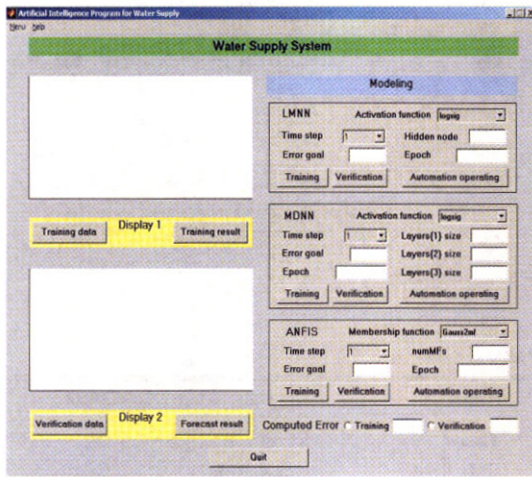 Artificial Intelligence Program for Water Supply
Menu help
Water Supply System
Modeling
LMNN Activation function logsig
Time step 1 Hidden node
Error goal Epoch
Training Verification Automation operating
Display 1
Training data Training result
MDNN Activation function logsig
Time step 1 Layers(1) size
Error goal Layers(2) size
Epoch Layers(3) size
Training Verification Automation operating
ANFIS Membership function Gauss2mf
Time step 1 numMFs
Error goal Epoch
Training Verification Automation operating
Display 2
Verification data Forecast result
Computed Error Training Verification
Quit